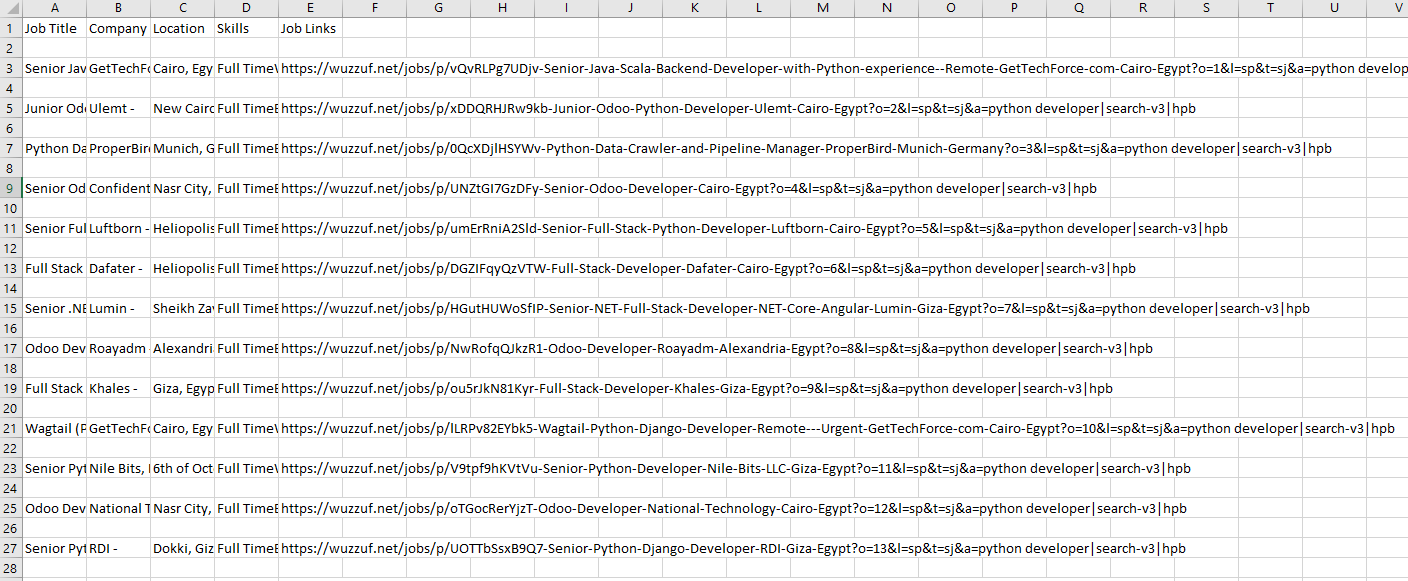 A B C D E F G H I J K L M N O P Q R S T U V
1 Job Title Company Location Skills Job Links
2
3 Senior Jav GetTechFo Cairo, Egy Full Time https://wuzzuf.net/jobs/p/vQvRLPg7UDjv-Senior-Java-Scala-Backend-Developer-with-Python-experience--Remote-GetTechForce-com-Cairo-Egypt?o=1&l=sp&t=sj&a=python develop
4
5 Junior Odo Ulemt - New Cairo Full TimeE https://wuzzuf.net/jobs/p/xDDQRHJRw9kb-Junior-Odoo-Python-Developer-Ulemt-Cairo-Egypt?o=2&l=sp&t=sj&a=python developer|search-v3|hpb
6
7 Python Da ProperBird Munich, G Full TimeE https://wuzzuf.net/jobs/p/0QcXDjlHSYWv-Python-Data-Crawler-and-Pipeline-Manager-ProperBird-Munich-Germany?o=3&l=sp&t=sj&a=python developer|search-v3|hpb
8
9 Senior Od Confident Nasr City, Full TimeE https://wuzzuf.net/jobs/p/UNZtGI7GzDFy-Senior-Odoo-Developer-Cairo-Egypt?o=4&l=sp&t=sj&a=python developer|search-v3|hpb
10
11 Senior Ful Luftborn - Heliopolis Full TimeE https://wuzzuf.net/jobs/p/umErRniA2Sld-Senior-Full-Stack-Python-Developer-Luftborn-Cairo-Egypt?o=5&l=sp&t=sj&a=python developer|search-v3|hpb
12
13 Full Stack Dafater - Heliopolis Full TimeE https://wuzzuf.net/jobs/p/DGZIFqyQzVTW-Full-Stack-Developer-Dafater-Cairo-Egypt?o=6&l=sp&t=sj&a=python developer|search-v3|hpb
14
15 Senior .NE Lumin - Sheikh Za Full TimeE https://wuzzuf.net/jobs/p/HGutHUWoSfIP-Senior-NET-Full-Stack-Developer-NET-Core-Angular-Lumin-Giza-Egypt?o=7&l=sp&t=sj&a=python developer|search-v3|hpb
16
17 Odoo Dev Roayadm Alexandri Full TimeE https://wuzzuf.net/jobs/p/NwRofqQJkzR1-Odoo-Developer-Roayadm-Alexandria-Egypt?o=8&l=sp&t=sj&a=python developer|search-v3|hpb
18
19 Full Stack Khales - Giza, Egyp Full TimeE https://wuzzuf.net/jobs/p/ou5rJkN81Kyr-Full-Stack-Developer-Khales-Giza-Egypt?o=9&l=sp&t=sj&a=python developer|search-v3|hpb
20
21 Wagtail (P GetTechFo Cairo, Egy Full Time https://wuzzuf.net/jobs/p/lLRPv82EYbk5-Wagtail-Python-Django-Developer-Remote---Urgent-GetTechForce-com-Cairo-Egypt?o=10&l=sp&t=sj&a=python developer|search-v3|hpb
22
23 Senior Pyt Nile Bits, 6th of Oct Full Time https://wuzzuf.net/jobs/p/V9tpf9hKVtVu-Senior-Python-Developer-Nile-Bits-LLC-Giza-Egypt?o=11&l=sp&t=sj&a=python developer|search-v3|hpb
24
25 Odoo Dev National T Nasr City, Full TimeE https://wuzzuf.net/jobs/p/oTGocRerYjzT-Odoo-Developer-National-Technology-Cairo-Egypt?o=12&l=sp&t=sj&a=python developer|search-v3|hpb
26
27 Senior Pyt RDI - Dokki, Giz Full TimeE https://wuzzuf.net/jobs/p/UOTTbSsxB9Q7-Senior-Python-Django-Developer-RDI-Giza-Egypt?o=13&l=sp&t=sj&a=python developer|search-v3|hpb
28